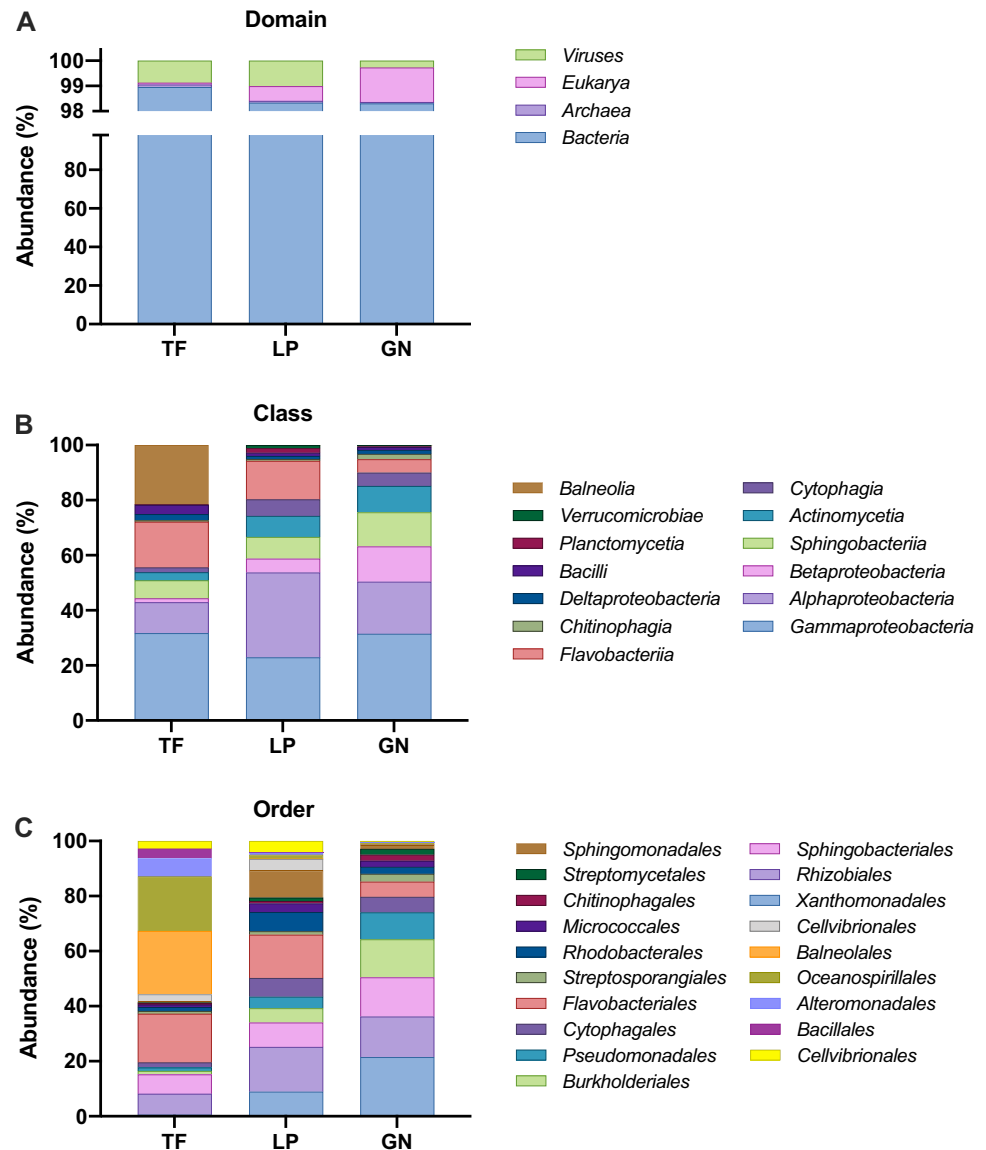 A
Domain
Abundance (%)
100
99
98
80
60
40
20
0
TF LP GN
Viruses
Eukarya
Archaea
Bacteria
B
Class
Abundance (%)
100
80
60
40
20
0
TF LP GN
Balneolia
Verrucomicrobiae
Planctomycetia
Bacilli
Deltaproteobacteria
Chitinophagia
Flavobacteriia
Cytophagia
Actinomycetia
Sphingobacteriia
Betaproteobacteria
Alphaproteobacteria
Gammaproteobacteria
C
Order
Abundance (%)
100
80
60
40
20
0
TF LP GN
Sphingomonadales
Streptomycetales
Chitinophagales
Micrococcales
Rhodobacterales
Streptosporangiales
Flavobacteriales
Cytophagales
Pseudomonadales
Burkholderiales
Sphingobacteriales
Rhizobiales
Xanthomonadales
Cellvibrionales
Balneolales
Oceanospirillales
Alteromonadales
Bacillales
Cellvibrionales